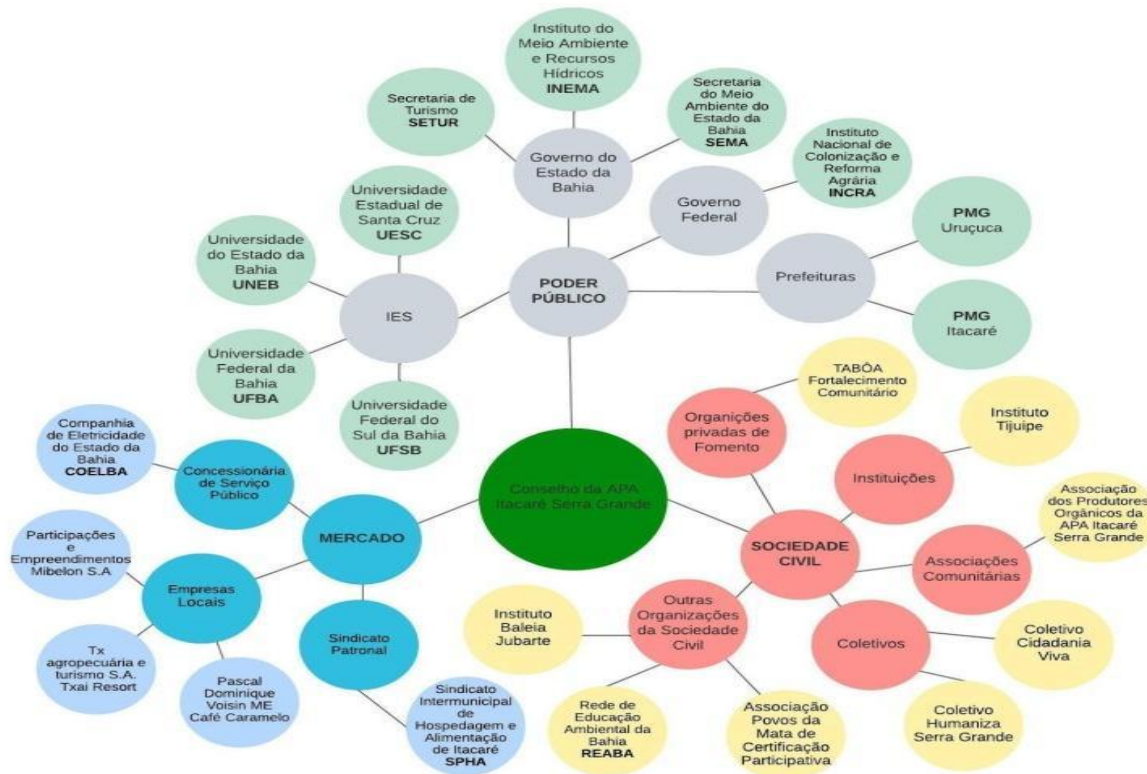 Instituto do
Meio Ambiente
e Recursos
Hídricos
INEMA
Secretaria de
Turismo
SETUR
Secretaria
do Meio
Ambiente do
Estado da
Bahia
SEMA
Governo do
Estado da
Bahia
Instituto
Nacional de
Colonização e
Reforma
Agrária
INCRA
Governo
Federal
Universidade
Estadual de
Santa Cruz
UESC
PMG
Uruçuca
Universidade
do Estado da
Bahia
UNEB
PODER
PÚBLICO
Prefeituras
IES
PMG
Itacaré
Universidade
Federal da
Bahia
UFBA
Universidade
Federal do
Sul da Bahia
UFSB
TABÔA
Fortalecimento
Comunitário
Organições
privadas de
Fomento
Instituto
Tijuipe
Companhia
de Eletricidade
do Estado da
Bahia
COELBA
Concessionária
de Serviço
Público
Instituições
Conselho da APA
Itacaré Serra Grande
Associação
dos Produtores
Orgânicos da
APA Itacaré
Serra Grande
MERCADO
SOCIEDADE
CIVIL
Associações
Comunitárias
Participações
e
Empreendimentos
Mibelon S.A
Empresas
Locais
Sindicato
Patronal
Instituto
Baleia
Jubarte
Outras
Organizações
da Sociedade
Civil
Coletivos
Coletivo
Cidadania
Viva
Tx
agropecuária e
turismo S.A.
Txai Resort
Pascal
Dominique
Voisin ME
Café Caramelo
Sindicato
Intermunicipal
de
Hospedagem e
Alimentação
de Itacaré
SPHA
Rede de
Educação
Ambiental da
Bahia
REABA
Associação
Povos da
Mata de
Certificação
Participativa
Coletivo
Humaniza
Serra Grande